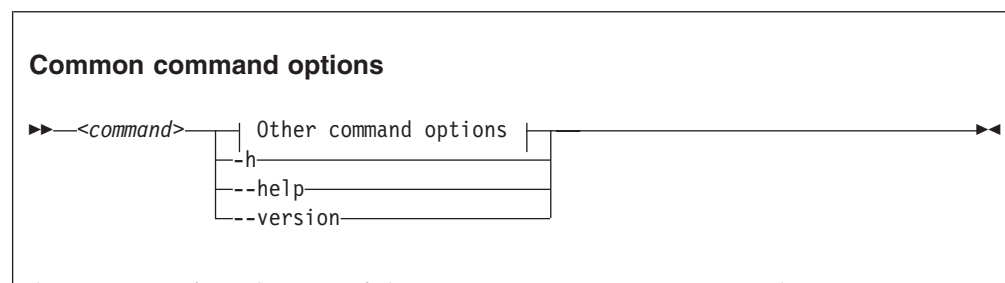 Common command options
<command> Other command options
-h
--help
--version